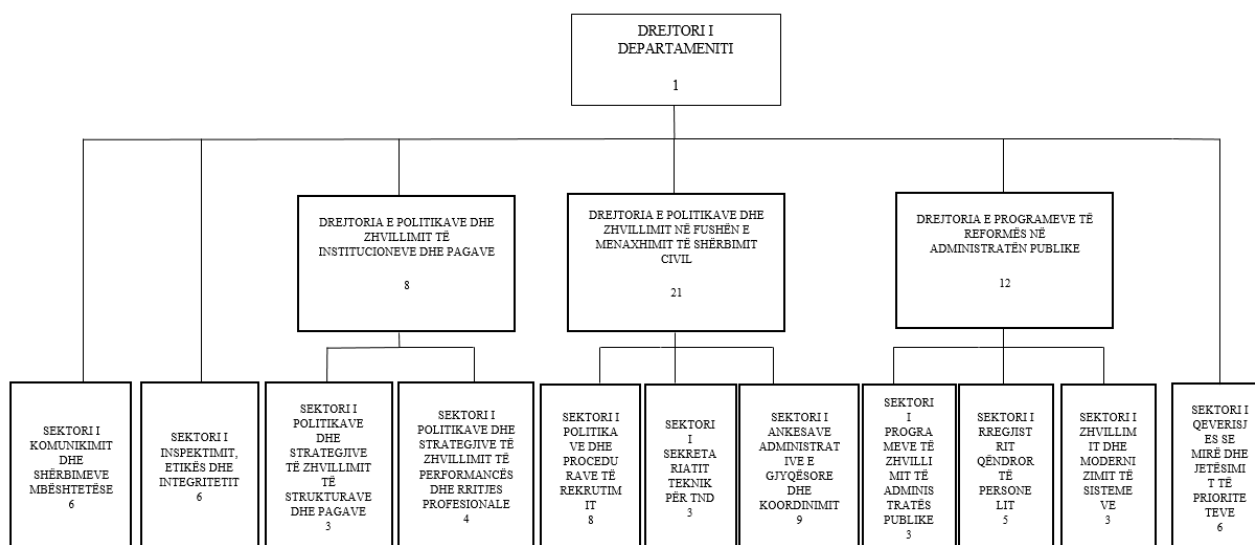 DREJTORI I
DEPARTAMENTI
1
DREJTORIA E POLITIKAVE DHE
ZHVILLIMIT TË
INSTITUCIONEVE DHE PAGAVE
8
DREJTORIA E POLITIKAVE DHE
ZHVILLIMIT NË FUSHËN E
MENAXHIMIT TË SHËRBIMIT
CIVIL
21
DREJTORIA E PROGRAMEVE TË
REFORMËS NË
ADMINISTRATËN PUBLIKE
12
SEKTORI I
KOMUNIKIMIT
DHE
SHËRBIMEVE
MBËSHTETËSE
6
SEKTORI I
INSPEKTIMIT,
ETIKËS DHE
INTEGRITETIT
6
SEKTORI I
POLITIKAVE
DHE
STRATEGJIVE
TË ZHVILLIMIT
TË
STRUKTURAVE
DHE PAGAVE
3
SEKTORI I
POLITIKAVE DHE
STRATEGJIVE TË
ZHVILLIMIT TË
PERFORMANCËS
DHE RRITJES
PROFESIONALE
4
SEKTORI I
POLITIKA
VE DHE
PROCEDU
RAVE TË
REKRUTIM
IT
8
SEKTORI
I
SEKRETA
RIATIT
TEKNIK
PËR TND
3
SEKTORI I
ANKESAVE
ADMINISTRAT
IVE E
GJYQËSORE
DHE
KOORDINIMIT
9
SEKTORI
I
PROGRA
MEVE TË
ZHVILLI
MIT TË
ADMINIS
TRATËS
PUBLIKE
3
SEKTORI I
RREGJIST
RIT
QËNDROR
TË
PERSONE
LIT
5
SEKTORI I
ZHVILLIM
IT DHE
MODERNI
ZIMIT TË
SISTEME
VE
3
SEKTORI I
QEVERISJ
ES SE
MIRË DHE
JETËSIMI
T TË
PRIORITE
TEVE
6